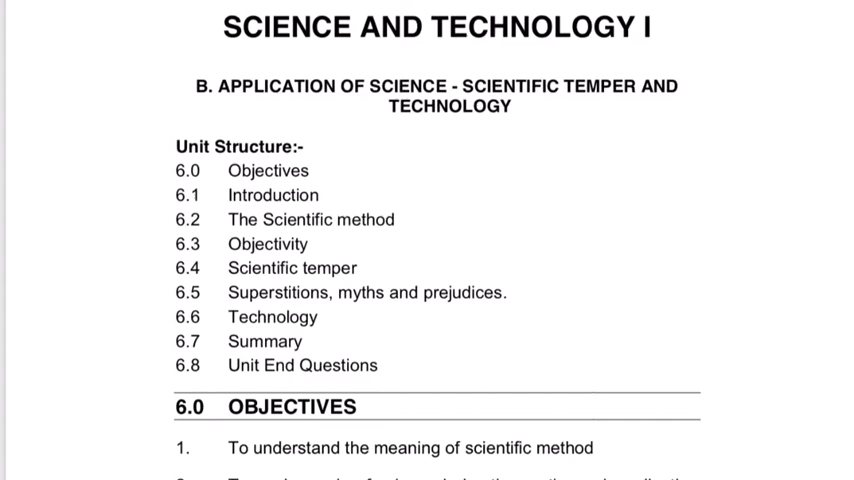 SCIENCE AND TECHNOLOGY I
B. APPLICATION OF SCIENCE - SCIENTIFIC TEMPER AND
TECHNOLOGY
Unit Structure:-
6.0 Objectives
6.1 Introduction
6.2 The Scientific method
6.3 Objectivity
6.4 Scientific temper
6.5 Superstitions, myths and prejudices.
6.6 Technology
6.7 Summary
6.8 Unit End Questions
6.0 OBJECTIVES
1. To understand the meaning of scientific method